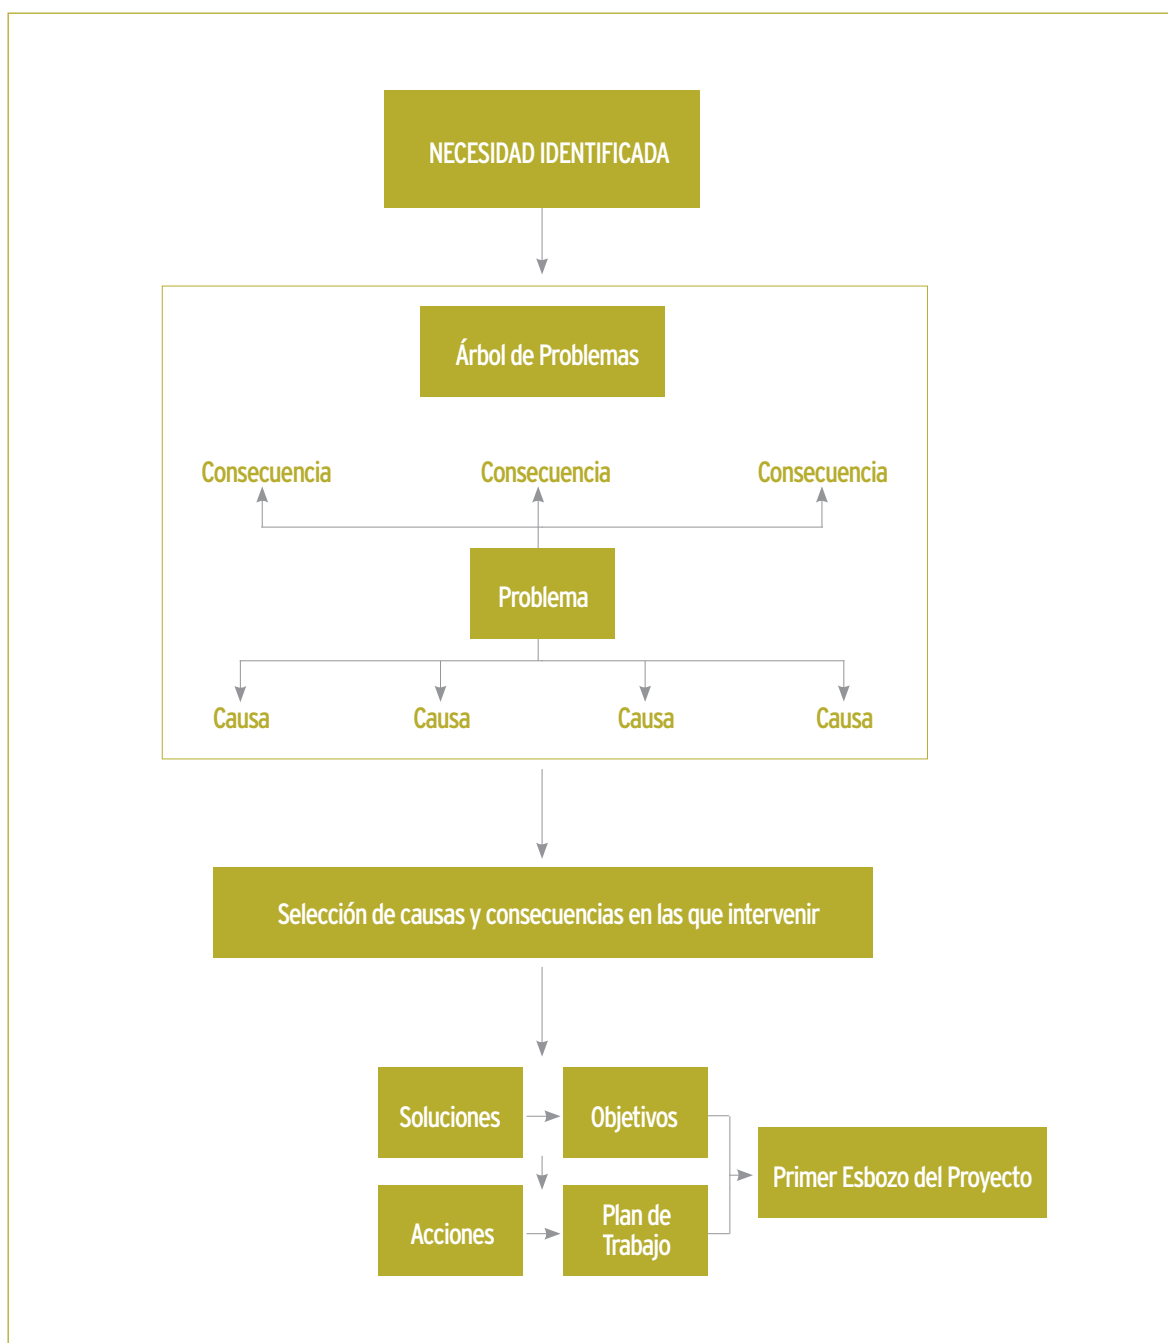 NECESIDAD IDENTIFICADA
Árbol de Problemas
Consecuencia Consecuencia Consecuencia
Problema
Causa Causa Causa Causa
Selección de causas y consecuencias en las que intervenir
Soluciones Objetivos
Primer Esbozo del Proyecto
Acciones
Plan de
Trabajo